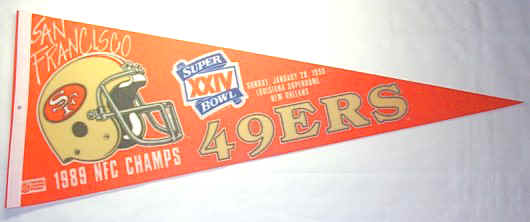 SAN
FRANCISCO
SF
SUPER
XXIV
BOWL
SUNDAY, JANUARY 28, 1990
LOUISIANA SUPERDOME
NEW ORLEANS
49ERS
1989 NFC CHAMPS